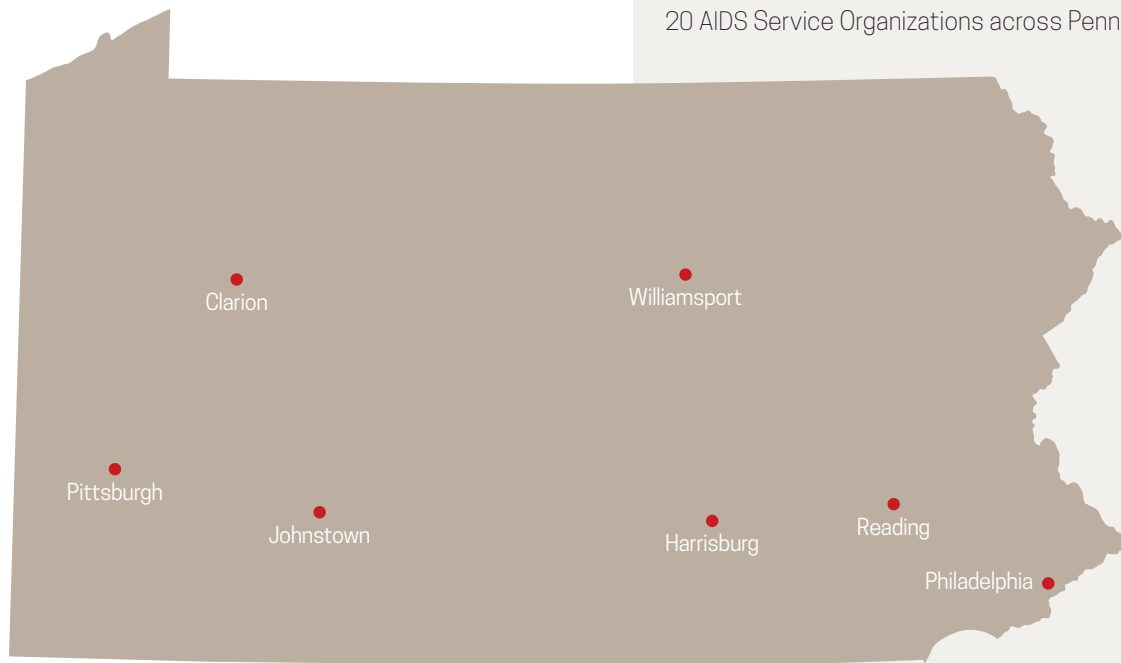 20 AIDS Service Organizations across Penn
Clarion
Williamsport
Pittsburgh
Johnstown
Harrisburg
Reading
Philadelphia